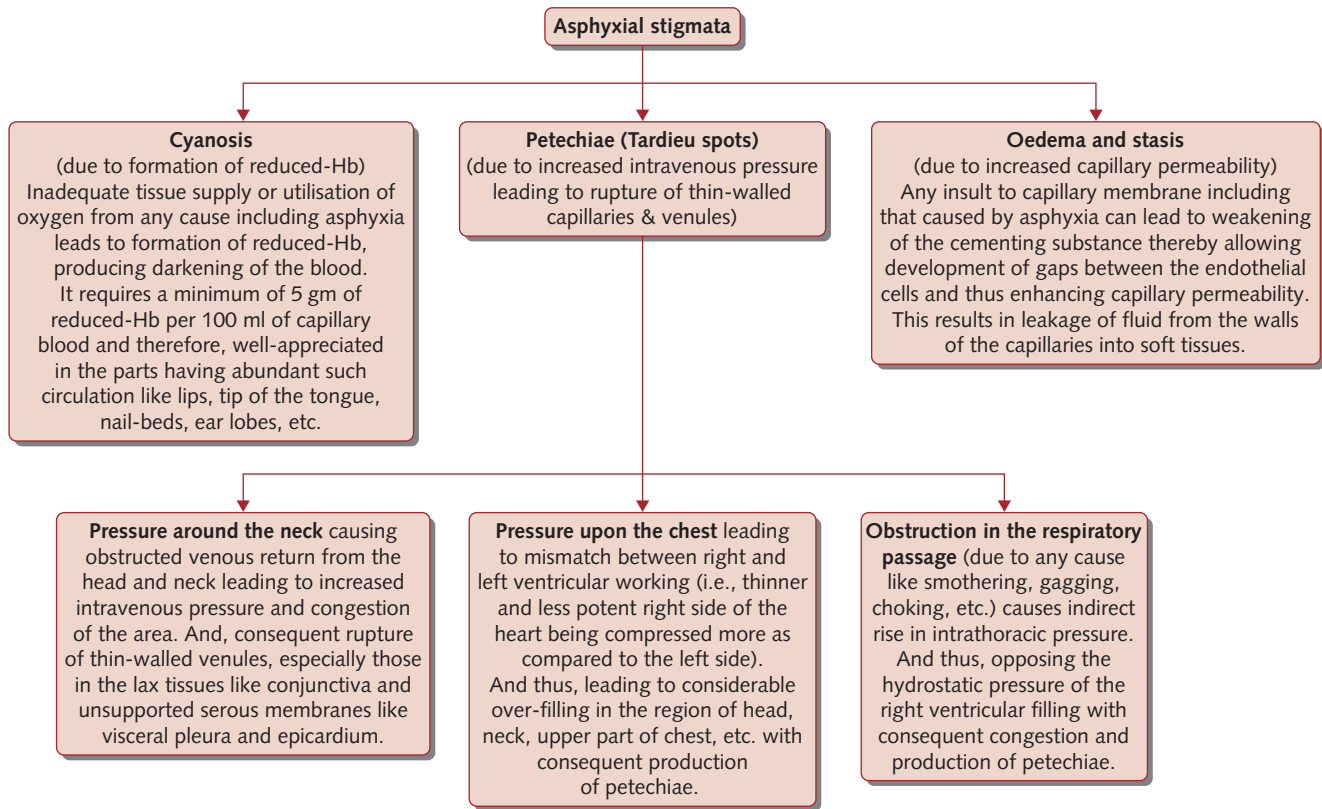 Asphyxial stigmata
Cyanosis
(due to formation of reduced-Hb)
Inadequate tissue supply or utilisation of
oxygen from any cause including asphyxia
leads to formation of reduced-Hb,
producing darkening of the blood.
It requires a minimum of 5 gm of
reduced-Hb per 100 ml of capillary
blood and therefore, well-appreciated
in the parts having abundant such
circulation like lips, tip of the tongue,
nail-beds, ear lobes, etc.
Petechiae (Tardieu spots)
(due to increased intravenous pressure
leading to rupture of thin-walled
capillaries & venules)
Oedema and stasis
(due to increased capillary permeability)
Any insult to capillary membrane including
that caused by asphyxia can lead to weakening
of the cementing substance thereby allowing
development of gaps between the endothelial
cells and thus enhancing capillary permeability.
This results in leakage of fluid from the walls
of the capillaries into soft tissues.
Pressure around the neck causing
obstructed venous return from the
head and neck leading to increased
intravenous pressure and congestion
of the area. And, consequent rupture
of thin-walled venules, especially those
in the lax tissues like conjunctiva and
unsupported serous membranes like
visceral pleura and epicardium.
Pressure upon the chest leading
to mismatch between right and
left ventricular working (i.e., thinner
and less potent right side of the
heart being compressed more as
compared to the left side).
And thus, leading to considerable
over-filling in the region of head,
neck, upper part of chest, etc. with
consequent production
of petechiae.
Obstruction in the respiratory
passage (due to any cause
like smothering, gagging,
choking, etc.) causes indirect
rise in intrathoracic pressure.
And thus, opposing the
hydrostatic pressure of the
right ventricular filling with
consequent congestion and
production of petechiae.